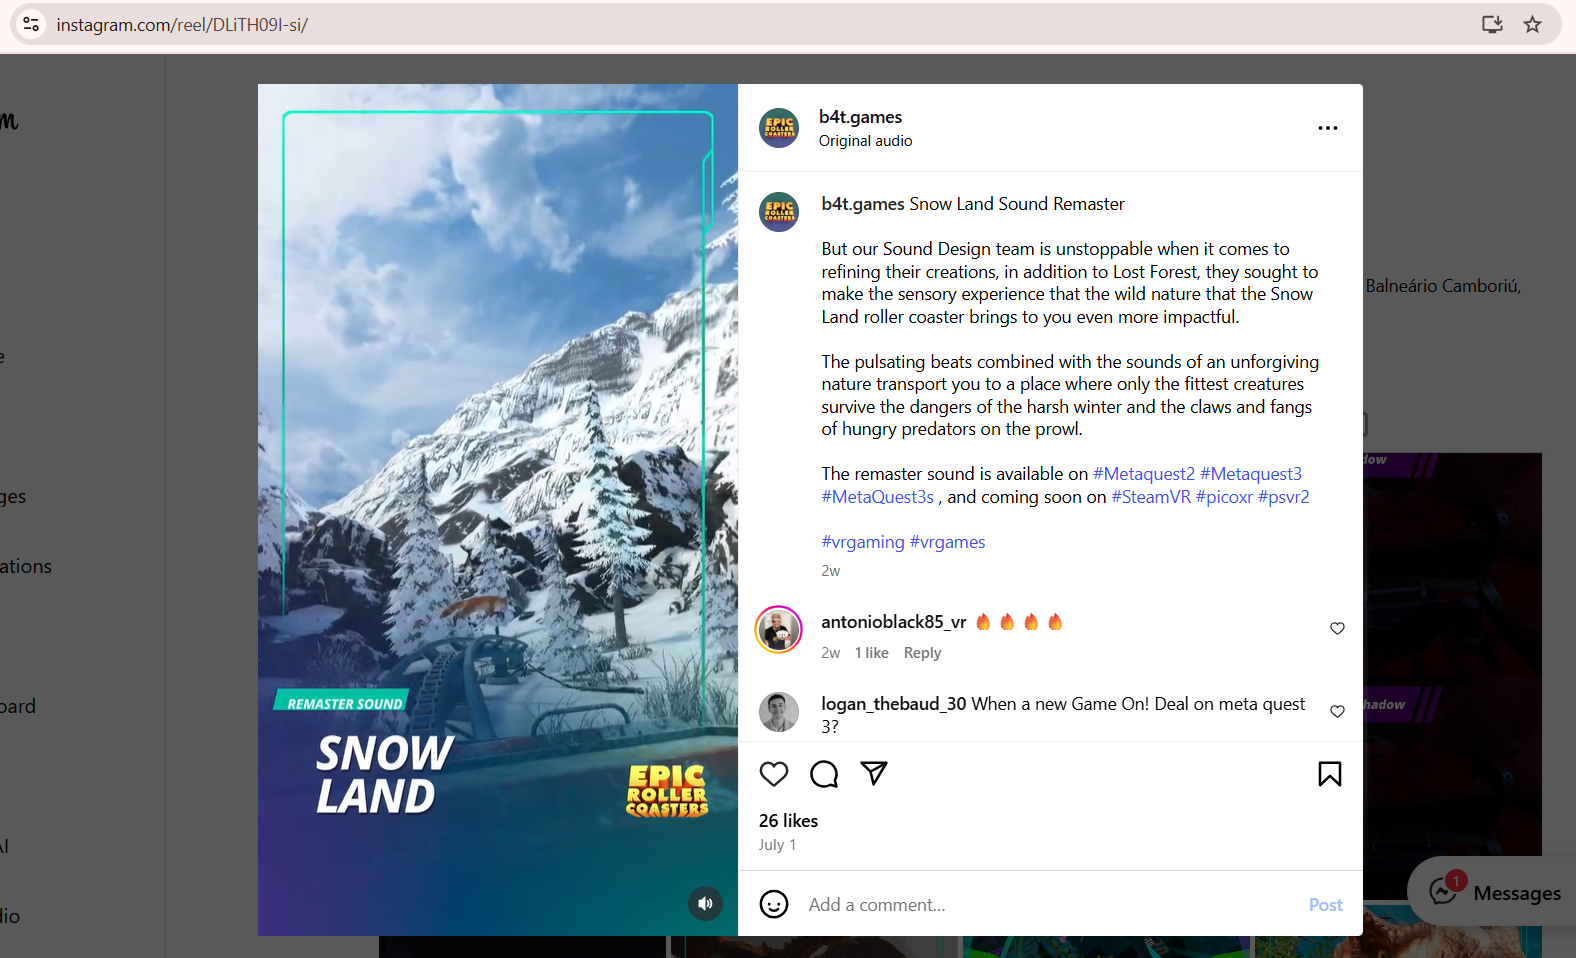 instagram.com/reel/DLiTH09I-si/
m
e
ges
ations
oard
AI
dio
REMASTER SOUND
SNOW
LAND
EPIC
ROLLER
COASTERS
EPIC
ROLLER
COASTERS
b4t.games
Original audio
EPIC
ROLLER
COASTERS
b4t.games Snow Land Sound Remaster
But our Sound Design team is unstoppable when it comes to
refining their creations, in addition to Lost Forest, they sought to
make the sensory experience that the wild nature that the Snow
Land roller coaster brings to you even more impactful.
The pulsating beats combined with the sounds of an unforgiving
nature transport you to a place where only the fittest creatures
survive the dangers of the harsh winter and the claws and fangs
of hungry predators on the prowl.
The remaster sound is available on #Metaquest2 #Metaquest3
#MetaQuest3s , and coming soon on #SteamVR #picoxr #psvr2
#vrgaming #vrgames
2w
antonioblack85_vr 🔥 🔥 🔥 🔥
2w 1 like Reply
logan_thebaud_30 When a new Game On! Deal on meta quest
3?
26 likes
July 1
Add a comment...
Post
Balneário Camboriú,
dow
hadow
1
Messages